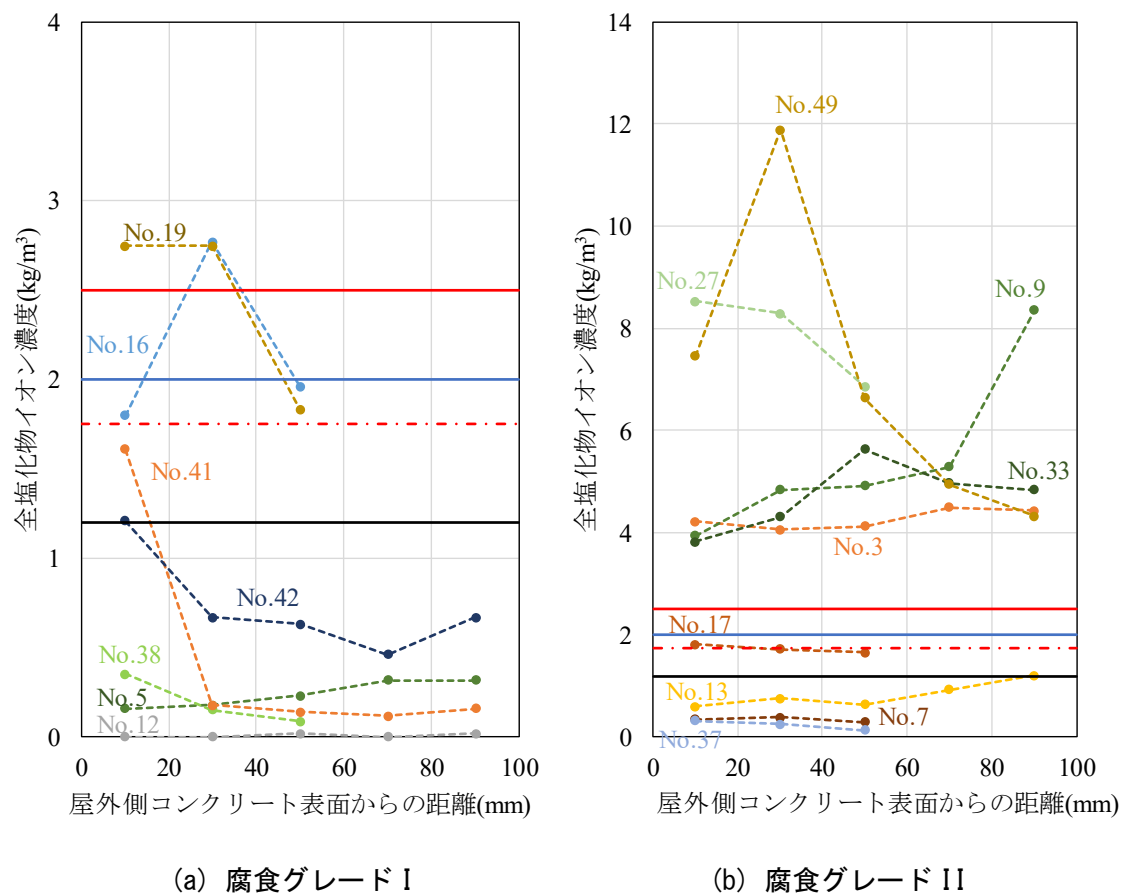 4
3
2
1
0
0
20
40
60
80
100
全塩化物イオン濃度(kg/m³)
屋外側コンクリート表面からの距離(mm)
No.19
No.16
No.41
No.42
No.38
No.5
No.12
(a) 腐食グレードI
14
12
10
8
6
4
2
0
0
20
40
60
80
100
全塩化物イオン濃度(kg/m³)
屋外側コンクリート表面からの距離(mm)
No.49
No.27
No.9
No.33
No.3
No.17
No.13
No.7
No.37
(b) 腐食グレードII